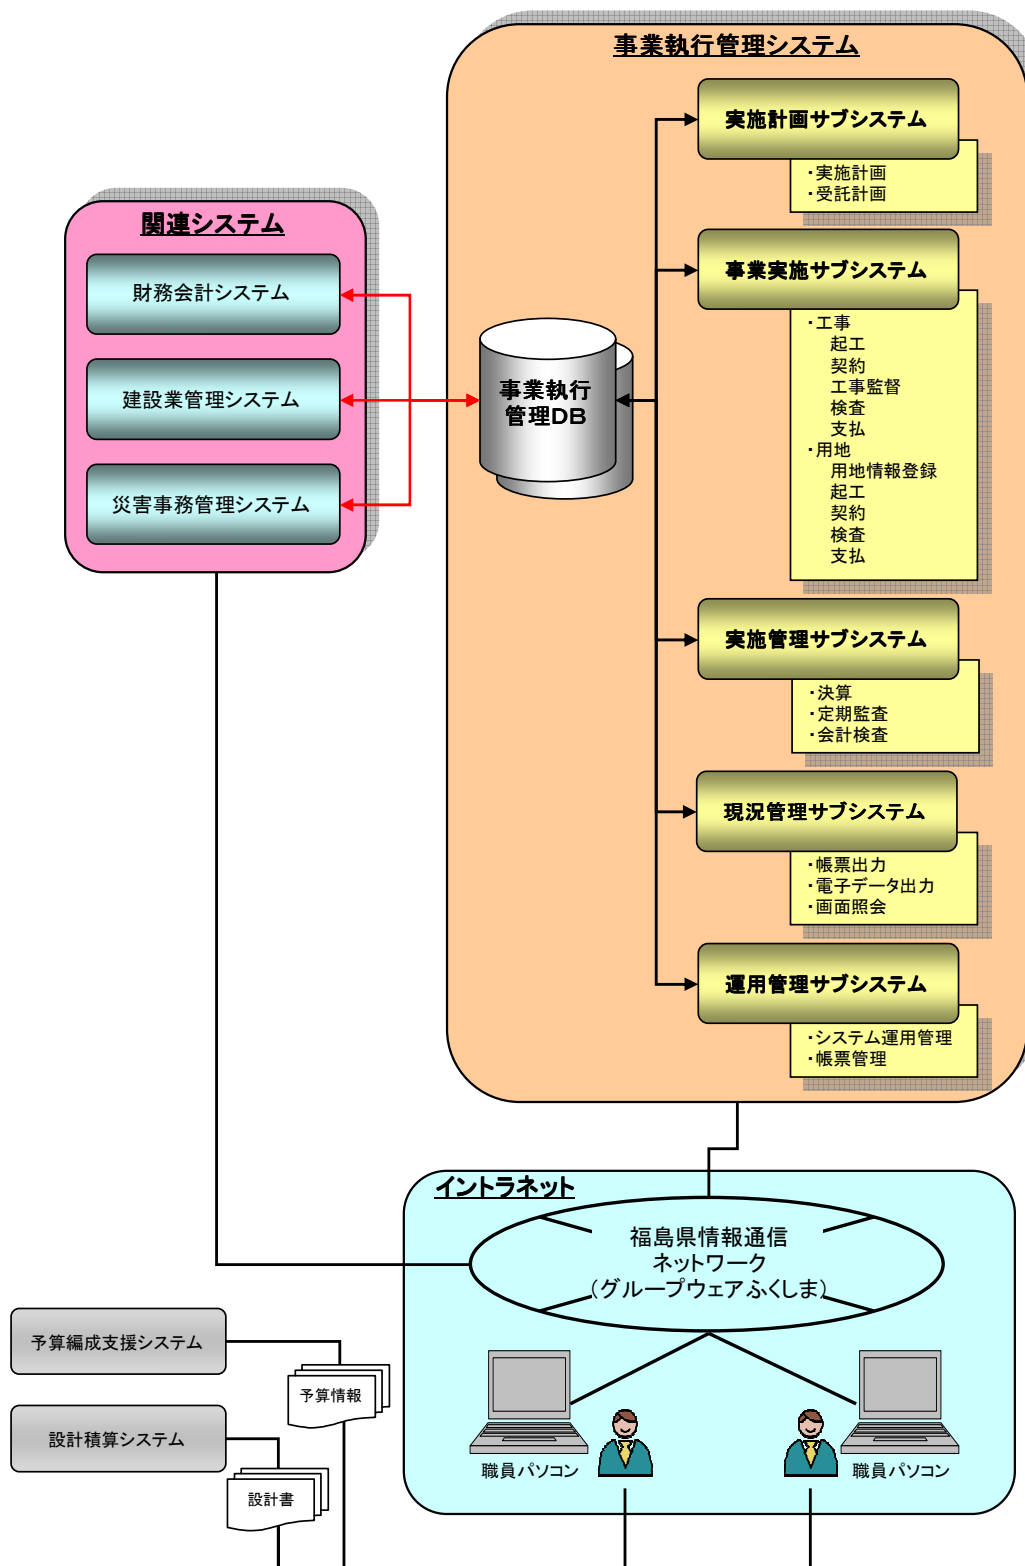 事業執行管理システム
実施計画サブシステム
・実施計画
・受託計画
関連システム
財務会計システム
建設業管理システム
災害事務管理システム
事業執行
管理DB
事業実施サブシステム
・工事
起工
契約
工事監督
検査
支払
・用地
用地情報登録
起工
契約
検査
支払
実施管理サブシステム
・決算
・定期監査
・会計検査
現況管理サブシステム
・帳票出力
・電子データ出力
・画面照会
運用管理サブシステム
・システム運用管理
・帳票管理
イントラネット
福島県情報通信
ネットワーク
(グループウェアふくしま)
予算編成支援システム
予算情報
設計積算システム
設計書
職員パソコン
職員パソコン